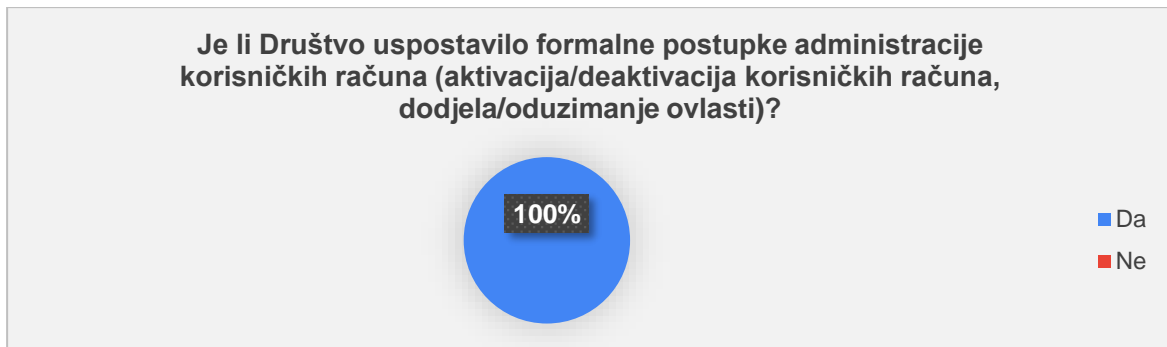 Je li Društvo uspostavilo formalne postupke administracije
korisničkih računa (aktivacija/deaktivacija korisničkih računa,
dodjela/oduzimanje ovlasti)?
100%
Da
Ne